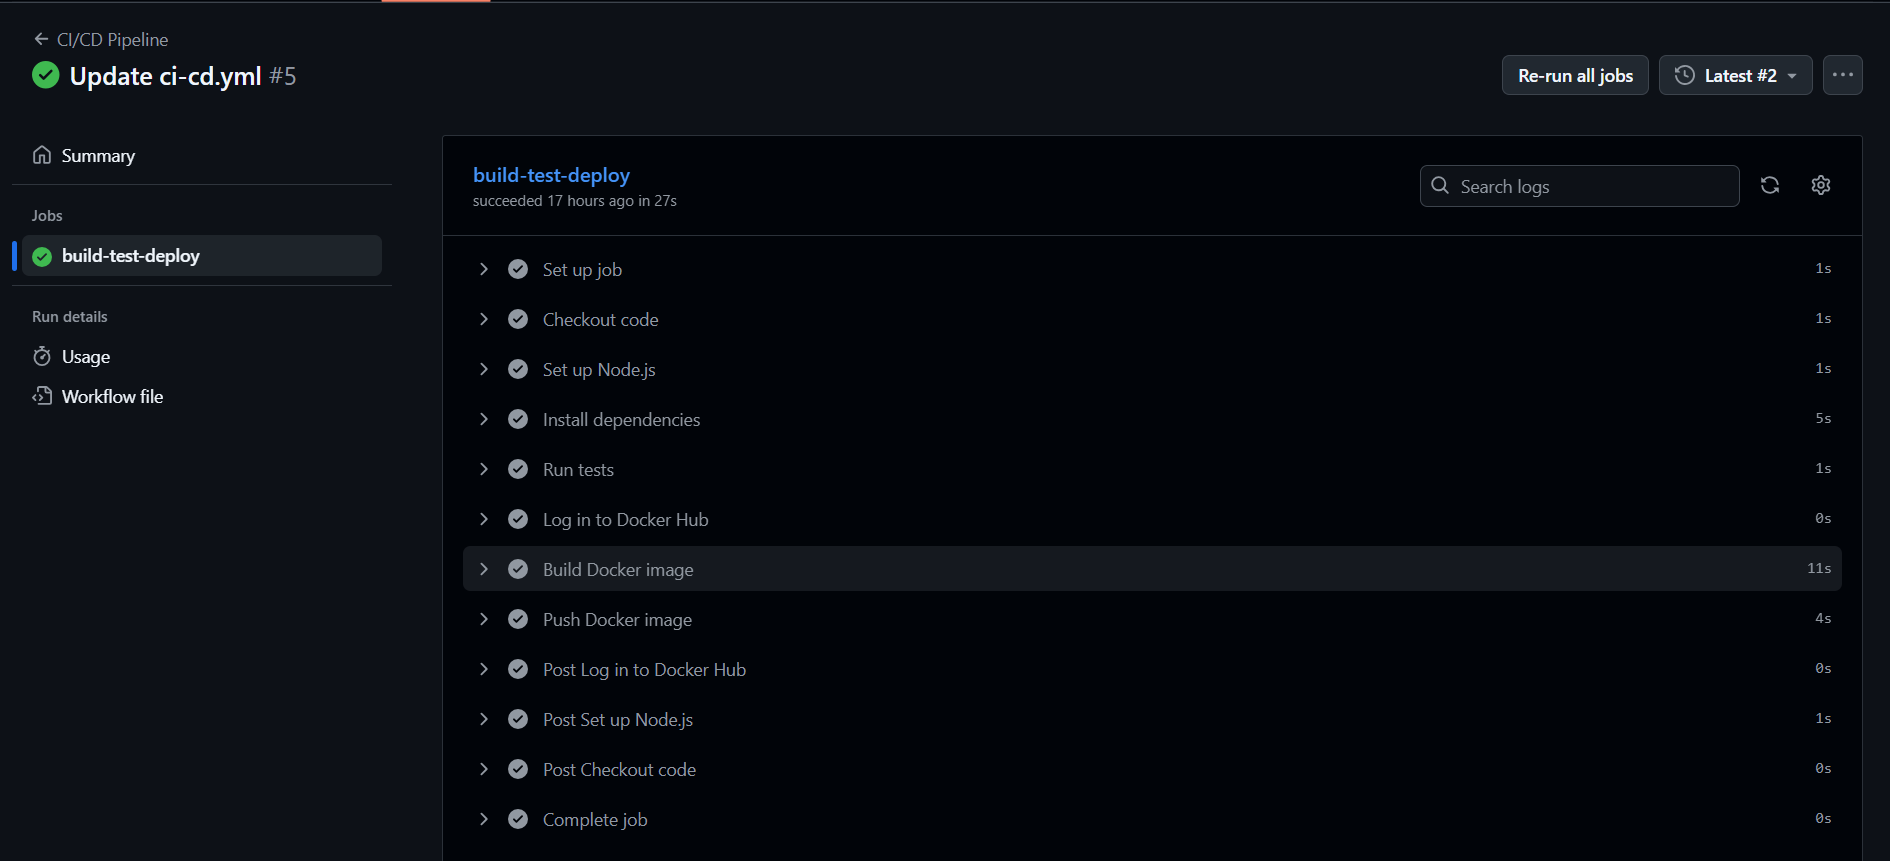 CI/CD Pipeline
Update ci-cd.yml #5
Re-run all jobs
Latest #2
Summary
Jobs
build-test-deploy
Run details
Usage
Workflow file
build-test-deploy
succeeded 17 hours ago in 27s
Search logs
Set up job 1s
Checkout code 1s
Set up Node.js 1s
Install dependencies 5s
Run tests 1s
Log in to Docker Hub 0s
Build Docker image 11s
Push Docker image 4s
Post Log in to Docker Hub 0s
Post Set up Node.js 1s
Post Checkout code 0s
Complete job 0s